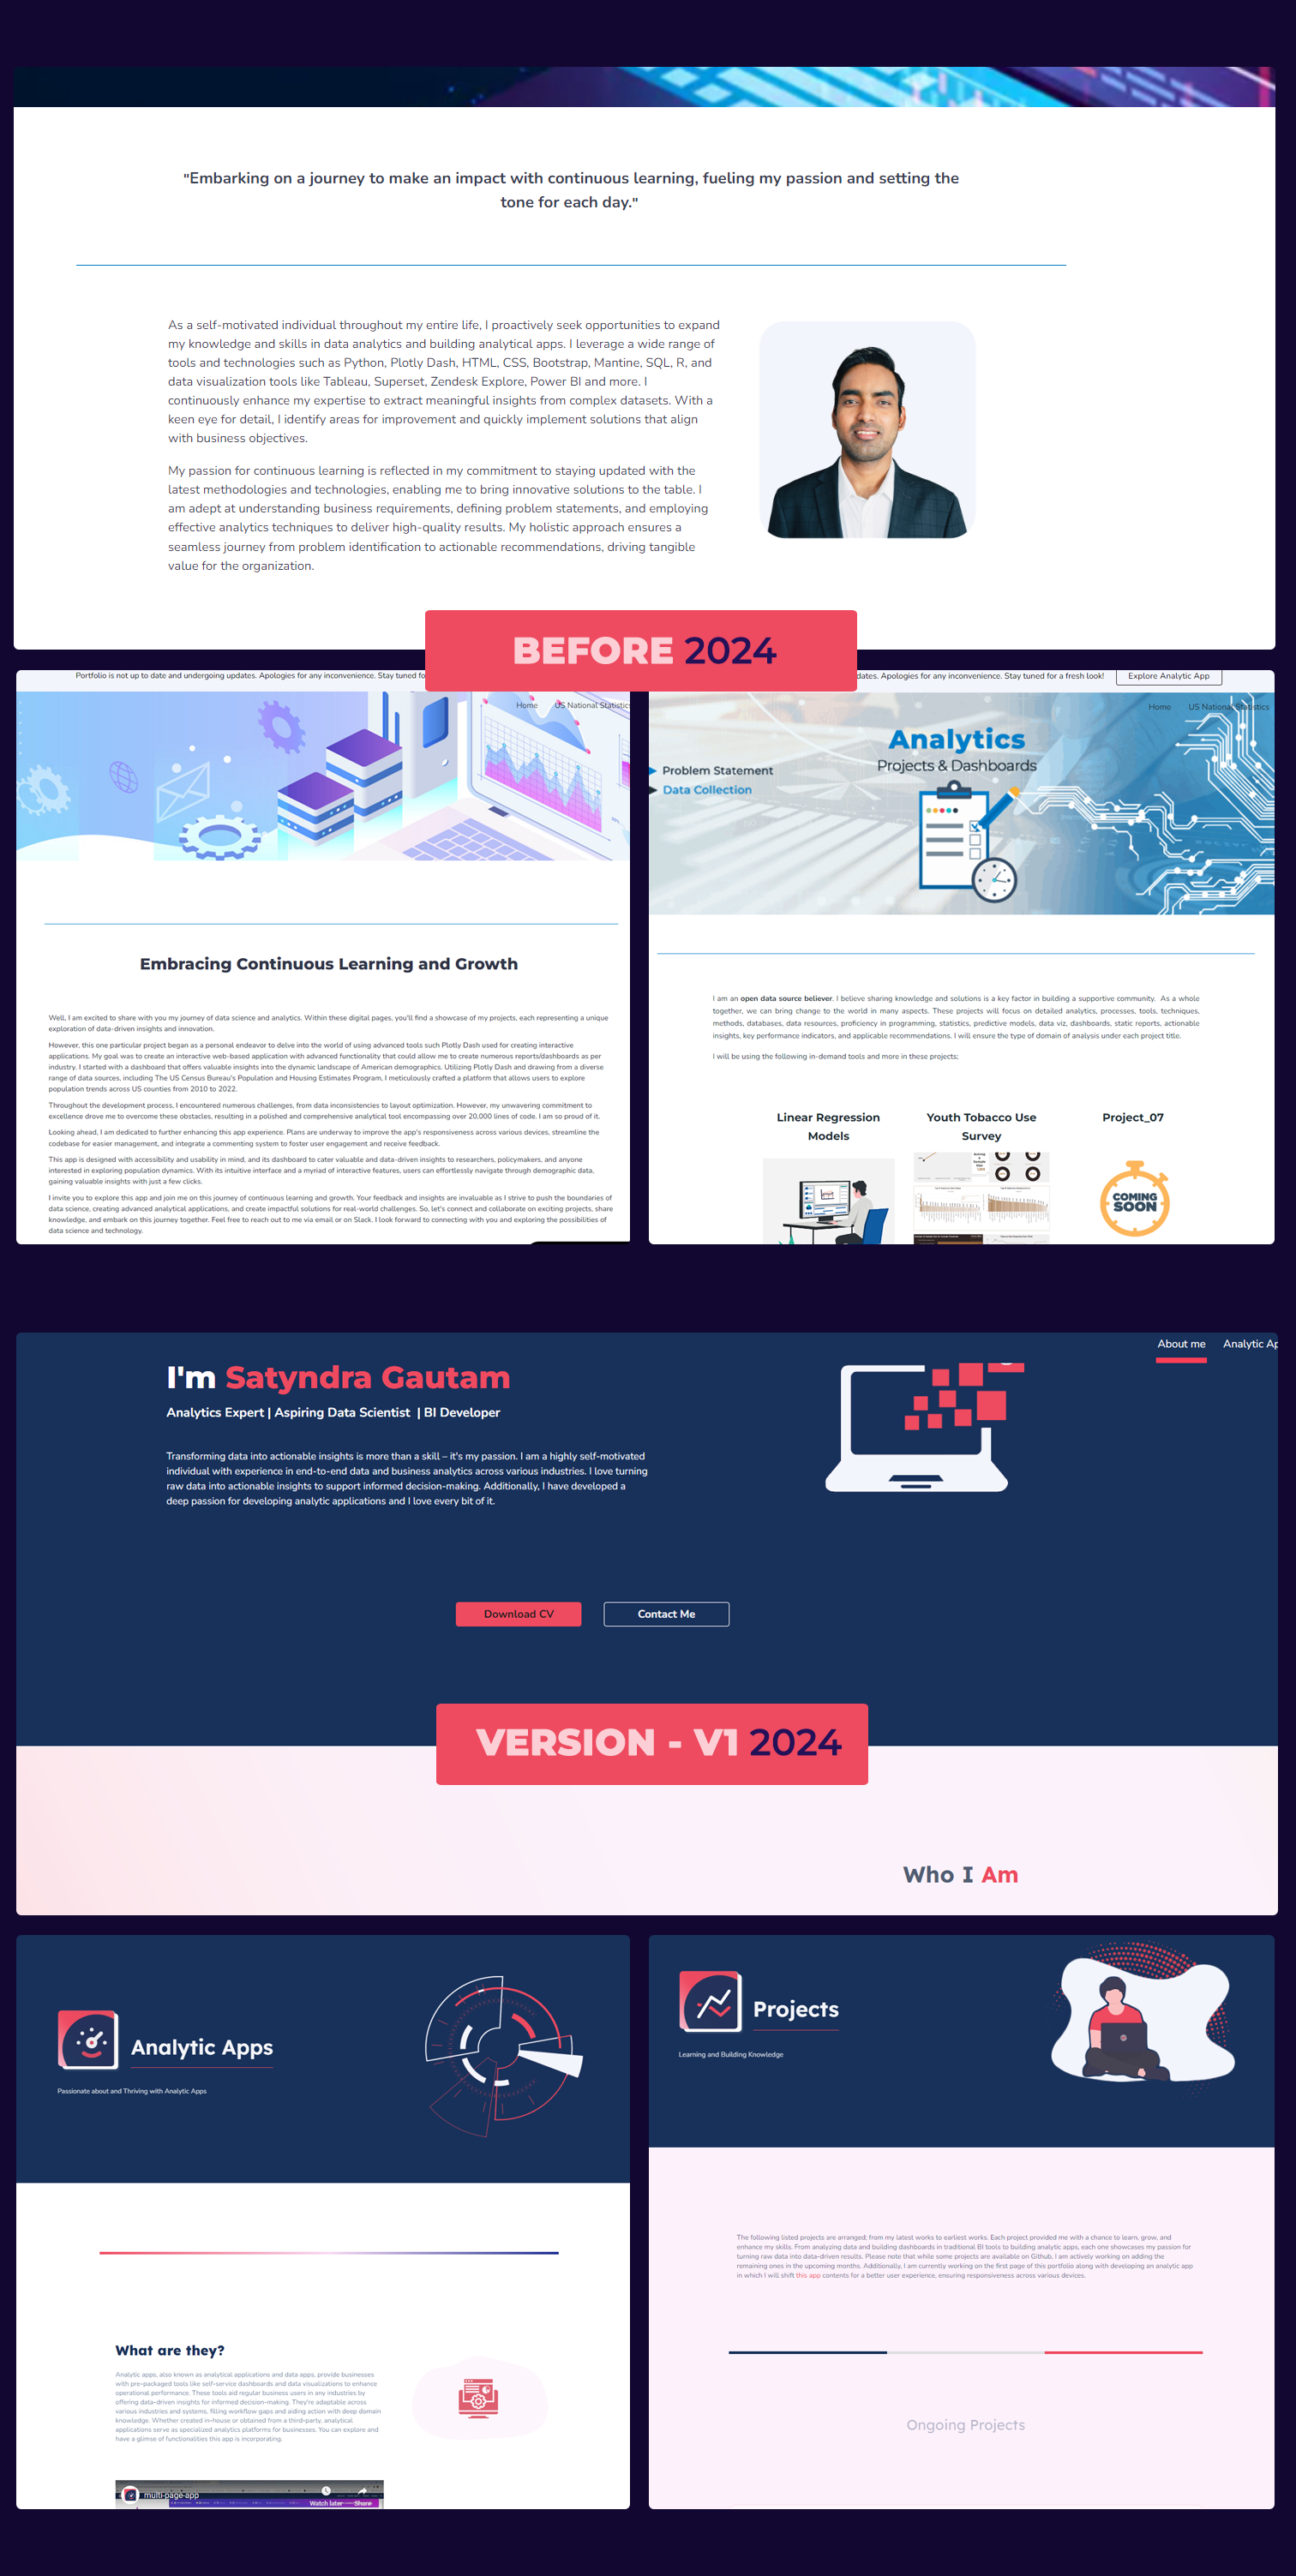 "Embarking on a journey to make an impact with continuous learning, fueling my passion and setting the
tone for each day."
As a self-motivated individual throughout my entire life, I proactively seek opportunities to expand
my knowledge and skills in data analytics and building analytical apps. I leverage a wide range of
tools and technologies such as Python, Plotly Dash, HTML, CSS, Bootstrap, Mantine, SQL, R, and
data visualization tools like Tableau, Superset, Zendesk Explore, Power BI and more. I
continuously enhance my expertise to extract meaningful insights from complex datasets. With a
keen eye for detail, I identify areas for improvement and quickly implement solutions that align
with business objectives.
My passion for continuous learning is reflected in my commitment to staying updated with the
latest methodologies and technologies, enabling me to bring innovative solutions to the table. I
am adept at understanding business requirements, defining problem statements, and employing
effective analytics techniques to deliver high-quality results. My holistic approach ensures a
seamless journey from problem identification to actionable recommendations, driving tangible
value for the organization.
BEFORE 2024
Portfolio is not up to date and undergoing updates. Apologies for any inconvenience. Stay tuned fo
Home US National Statistics
Embracing Continuous Learning and Growth
Well, I am excited to share with you my journey of data science and analytics. Within these digital pages, you'll find a showcase of my projects, each representing a unique
exploration of data-driven insights and innovation.
However, this one particular project began as a personal endeavor to delve into the world of using advanced tools such Plotly Dash used for creating interactive
applications. My goal was to create an interactive web-based application with advanced functionality that could allow me to create numerous reports/dashboards as per
industry. I started with a dashboard that offers valuable insights into the dynamic landscape of American demographics. Utilizing Plotly Dash and drawing from a diverse
range of data sources, including The US Census Bureau's Population and Housing Estimates Program, I meticulously crafted a platform that allows users to explore
population trends across US counties from 2010 to 2022.
Throughout the development process, I encountered numerous challenges, from data inconsistencies to layout optimization. However, my unwavering commitment to
excellence drove me to overcome these obstacles, resulting in a polished and comprehensive analytical tool encompassing over 20,000 lines of code. I am so proud of it.
Looking ahead, I am dedicated to further enhancing this app experience. Plans are underway to improve the app's responsiveness across various devices, streamline the
codebase for easier management, and integrate a commenting system to foster user engagement and receive feedback.
This app is designed with accessibility and usability in mind, and its dashboard to cater valuable and data-driven insights to researchers, policymakers, and anyone
interested in exploring population dynamics. With its intuitive interface and a myriad of interactive features, users can effortlessly navigate through demographic data,
gaining valuable insights with just a few clicks.
I invite you to explore this app and join me on this journey of continuous learning and growth. Your feedback and insights are invaluable as I strive to push the boundaries of
data science, creating advanced analytical applications, and create impactful solutions for real-world challenges. So, let's connect and collaborate on exciting projects, share
knowledge, and embark on this journey together. Feel free to reach out to me via email or on Slack. I look forward to connecting with you and exploring the possibilities of
data science and technology.
dates. Apologies for any inconvenience. Stay tuned for a fresh look! Explore Analytic App
Home US National Statistics
Analytics
Projects & Dashboards
Problem Statement
Data Collection
I am an open data source believer. I believe sharing knowledge and solutions is a key factor in building a supportive community. As a whole
together, we can bring change to the world in many aspects. These projects will focus on detailed analytics, processes, tools, techniques,
methods, databases, data resources, proficiency in programming, statistics, predictive models, data viz, dashboards, static reports, actionable
insights, key performance indicators, and applicable recommendations. I will ensure the type of domain of analysis under each project title.
I will be using the following in-demand tools and more in these projects;
Linear Regression
Models
Youth Tobacco Use
Survey
Project_07
COMING
SOON
About me Analytic Ap
I'm Satyndra Gautam
Analytics Expert | Aspiring Data Scientist | BI Developer
Transforming data into actionable insights is more than a skill – it's my passion. I am a highly self-motivated
individual with experience in end-to-end data and business analytics across various industries. I love turning
raw data into actionable insights to support informed decision-making. Additionally, I have developed a
deep passion for developing analytic applications and I love every bit of it.
Download CV Contact Me
VERSION - V1 2024
Who I Am
Analytic Apps
Passionate about and Thriving with Analytic Apps
What are they?
Analytic apps, also known as analytical applications and data apps, provide businesses
with pre-packaged tools like self-service dashboards and data visualizations to enhance
operational performance. These tools aid regular business users in any industries by
offering data-driven insights for informed decision-making. They're adaptable across
various industries and systems, filling workflow gaps and aiding action with deep domain
knowledge. Whether created in-house or obtained from a third-party, analytical
applications serve as specialized analytics platforms for businesses. You can explore and
have a glimse of functionalities this app is incorporating.
multi-page-app
Watch later Share
Projects
Learning and Building Knowledge
The following listed projects are arranged; from my latest works to earliest works. Each project provided me with a chance to learn, grow, and
enhance my skills. From analyzing data and building dashboards in traditional BI tools to building analytic apps, each one showcases my passion for
turning raw data into data-driven results. Please note that while some projects are available on Github, I am actively working on adding the
remaining ones in the upcoming months. Additionally, I am currently working on the first page of this portfolio along with developing an analytic app
in which I will shift this app contents for a better user experience, ensuring responsiveness across various devices.
Ongoing Projects